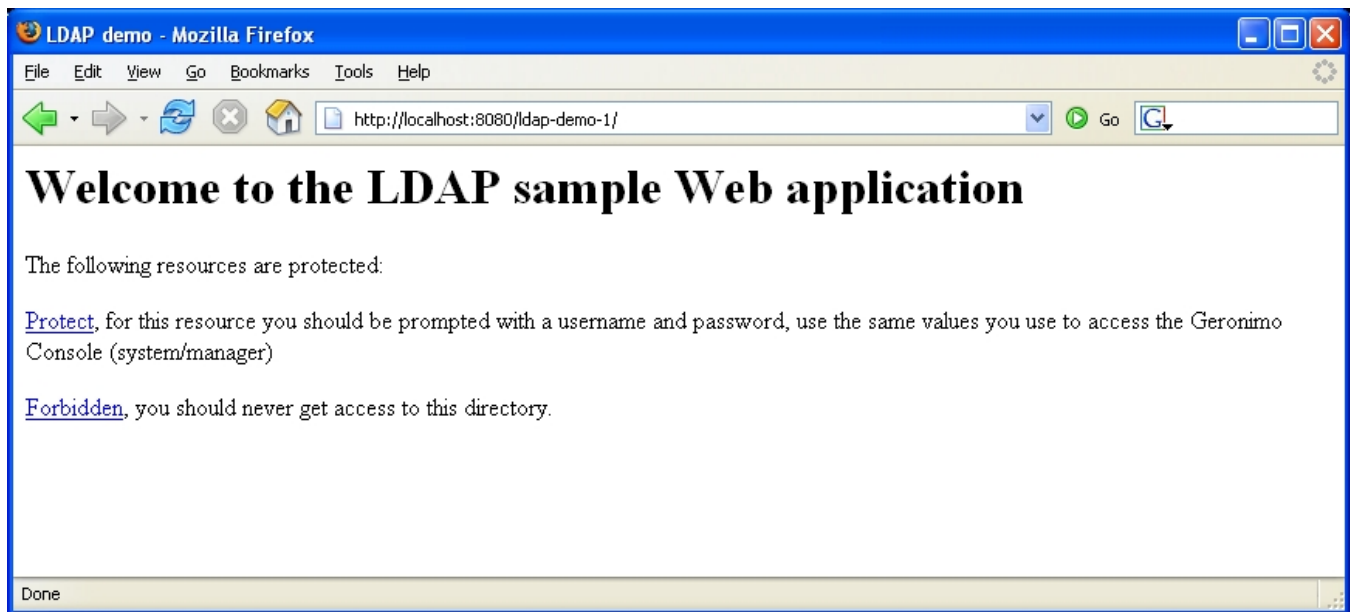 LDAP demo - Mozilla Firefox
File Edit View Go Bookmarks Tools Help
http://localhost:8080/ldap-demo-1/ Go G
Welcome to the LDAP sample Web application
The following resources are protected:
Protect, for this resource you should be prompted with a username and password, use the same values you use to access the Geronimo
Console (system/manager)
Forbidden, you should never get access to this directory.
Done